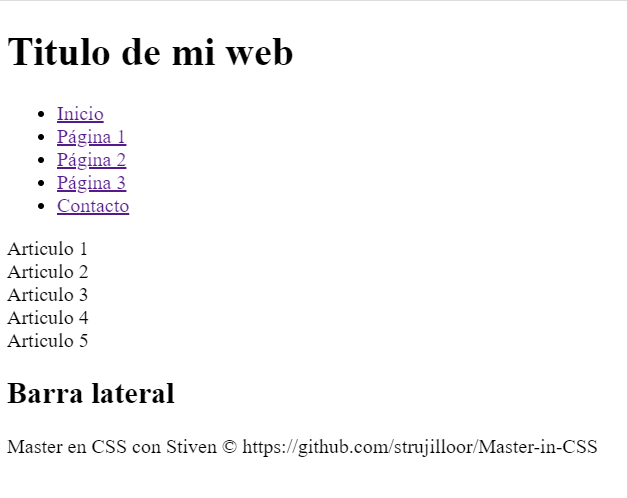 Titulo de mi web
Inicio
Página 1
Página 2
Página 3
Contacto
Articulo 1
Articulo 2
Articulo 3
Articulo 4
Articulo 5
Barra lateral
Master en CSS con Stiven © https://github.com/strujilloor/Master-in-CSS